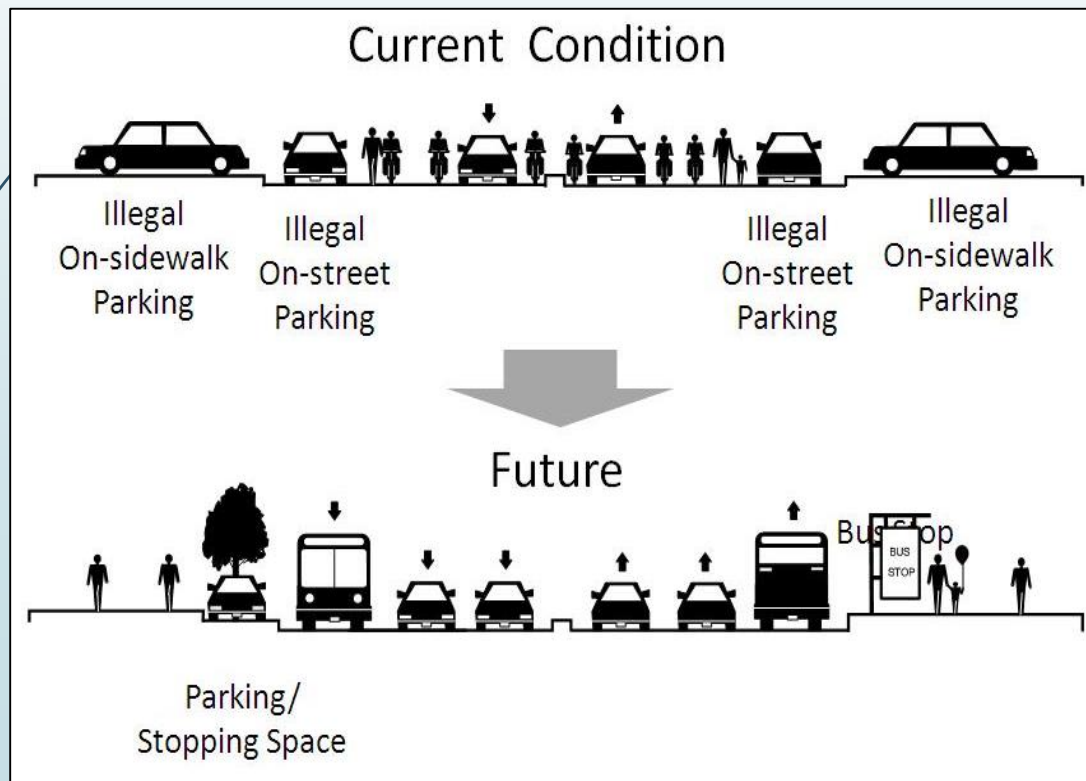 Current Condition
Illegal
On-sidewalk
Parking
Illegal
On-street
Parking
Illegal
On-street
Parking
Illegal
On-sidewalk
Parking
Future
Bus Stop
BUS
STOP
Parking/
Stopping Space